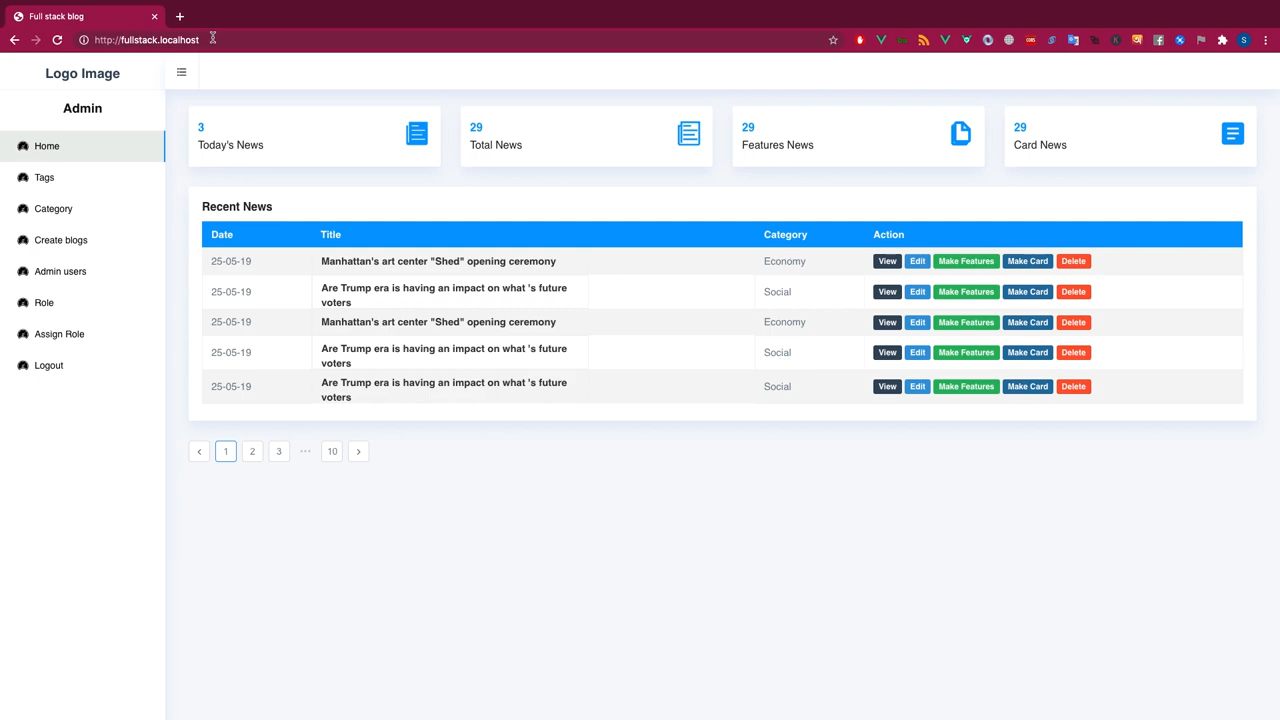 Full stack blog
http://fullstack.localhost
Logo Image
Admin
Home
Tags
Category
Create blogs
Admin users
Role
Assign Role
Logout
3
Today's News
29
Total News
29
Features News
29
Card News
Recent News
Date Title Category Action
25-05-19 Manhattan's art center "Shed" opening ceremony Economy View Edit Make Features Make Card Delete
25-05-19 Are Trump era is having an impact on what 's future voters Social View Edit Make Features Make Card Delete
25-05-19 Manhattan's art center "Shed" opening ceremony Economy View Edit Make Features Make Card Delete
25-05-19 Are Trump era is having an impact on what 's future voters Social View Edit Make Features Make Card Delete
25-05-19 Are Trump era is having an impact on what 's future voters Social View Edit Make Features Make Card Delete
1 2 3 ••• 10